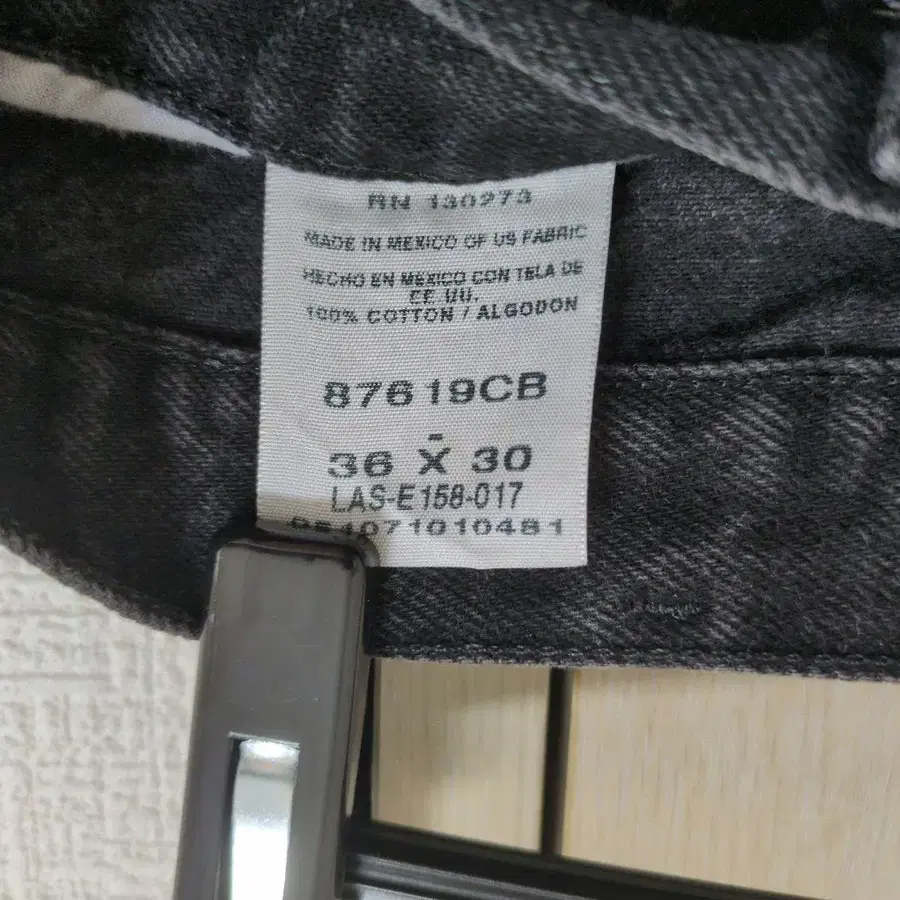 RN 130273
MADE IN MEXICO OF US FABRIC
HECHO EN MEXICO CON TELA DE
EE UU.
100% COTTON / ALGODON
87619CB
36 X 30
LAS-E158-017